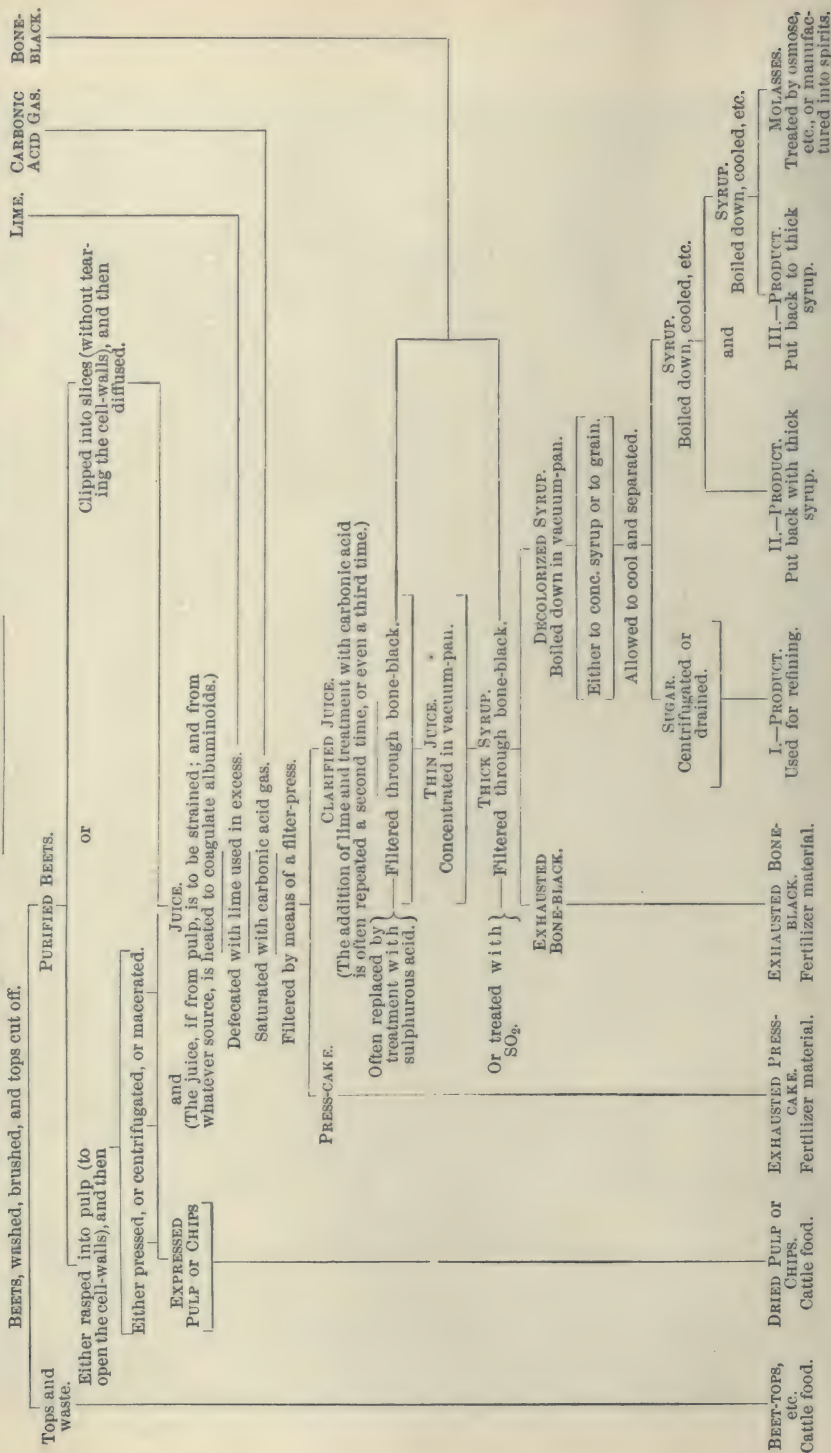 BEETS, washed, brushed, and tops cut off.
LIME.
CARBONIC
ACID GAS.
BONE-
BLACK.
Tops and
waste.
PURIFIED BEETS.
Either rasped into pulp (to
open the cell-walls), and then
or
Clipped into slices (without tear-
ing the cell-walls), and then
diffused.
Either pressed, or centrifugated, or macerated.
EXPRESSED
PULP OR CHIPS
and
JUICE.
(The juice, if from pulp, is to be strained; and from
whatever source, is heated to coagulate albuminoids.)
Defecated with lime used in excess.
Saturated with carbonic acid gas.
Filtered by means of a filter-press.
PRESS-CAKE.
CLARIFIED JUICE.
(The addition of lime and treatment with carbonic acid
is often repeated a second time, or even a third time.)
Often replaced by
treatment with
sulphurous acid.)
} Filtered through bone-black.
THIN JUICE.
Concentrated in vacuum-pan.
THICK SYRUP.
Or treated with
SO₂.
} Filtered through bone-black.
EXHAUSTED
BONE-BLACK.
DECOLORIZED SYRUP.
Boiled down in vacuum-pan.
Either to conc. syrup or to grain.
Allowed to cool and separated.
SUGAR.
Centrifugated or
drained.
SYRUP.
Boiled down, cooled, etc.
and
SYRUP.
Boiled down, cooled, etc.
BEET-TOPS,
etc.
Cattle food.
DRIED PULP OR
CHIPS.
Cattle food.
EXHAUSTED PRESS-
CAKE.
Fertilizer material.
EXHAUSTED BONE-
BLACK.
Fertilizer material.
I.—PRODUCT.
Used for refining.
II.—PRODUCT.
Put back with thick
syrup.
III.—PRODUCT.
Put back to thick
syrup.
MOLASSES.
Treated by osmose,
etc., or manufac-
tured into spirits.